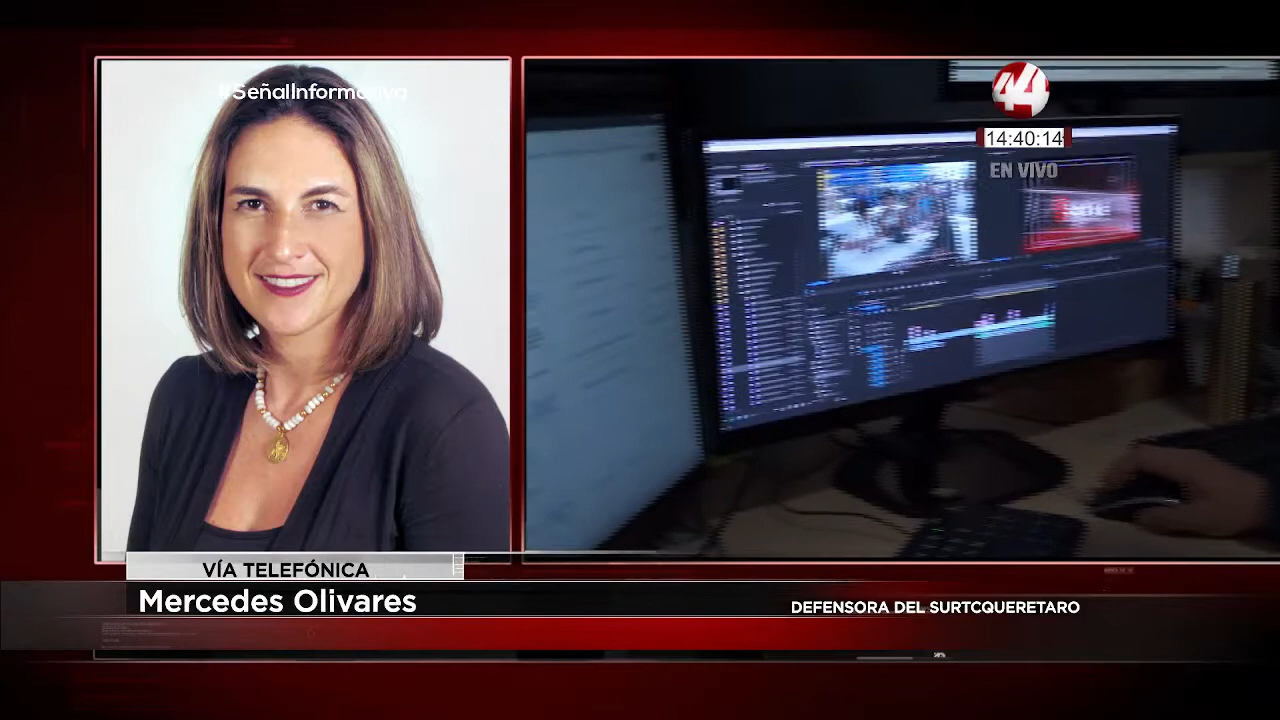 #SeñalInformativa
44
14:40:14
EN VIVO
VÍA TELEFÓNICA
Mercedes Olivares
DEFENSORA DEL SURTCQUERETARO